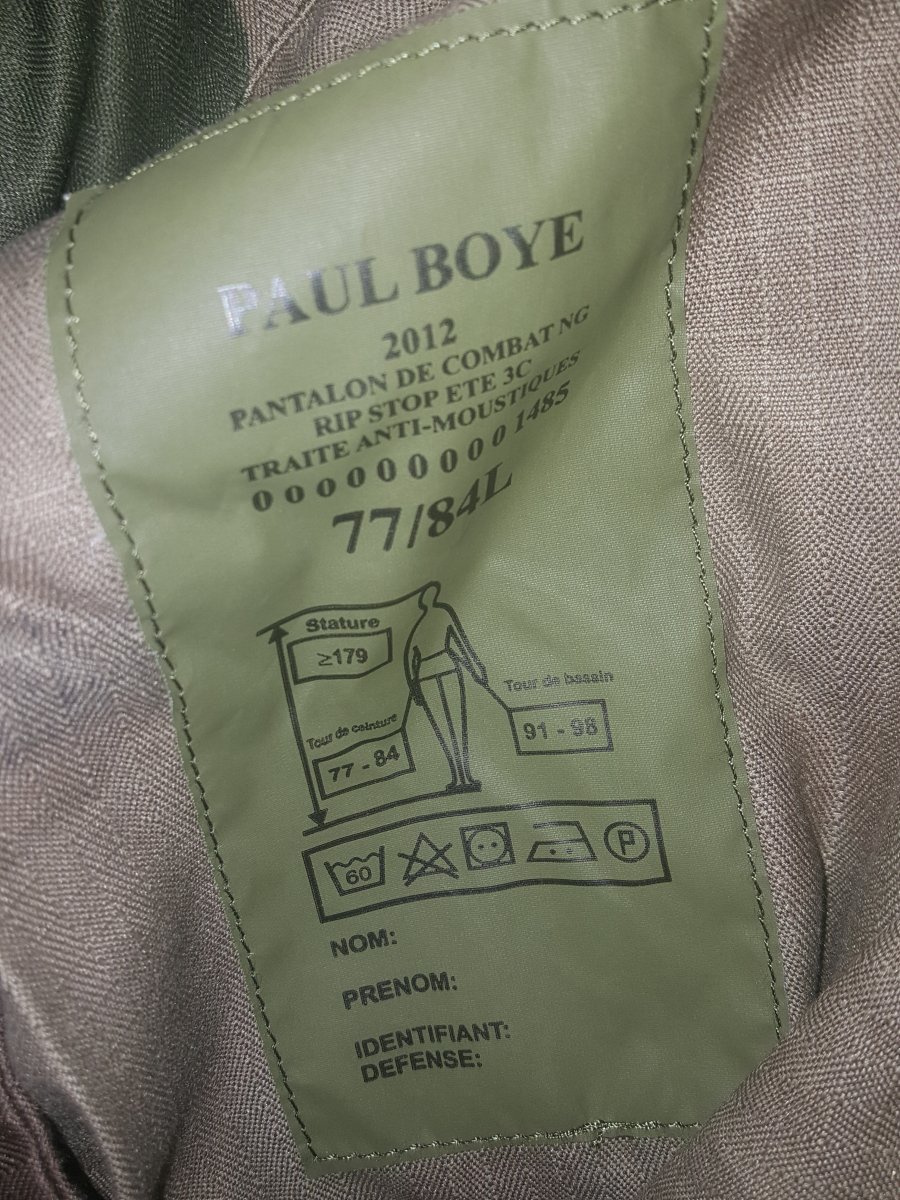 PAUL BOYE
2012
PANTALON DE COMBAT NG
RIP STOP ETE 3C
TRAITE ANTI-MOUSTIQUES
0 0 0 0 0 0 0 0 0 1485
77/84L
Stature
≥179
Tour de bassin
91 - 98
Tour de ceinture
77 - 84
60
P
NOM:
PRENOM:
IDENTIFIANT:
DEFENSE: